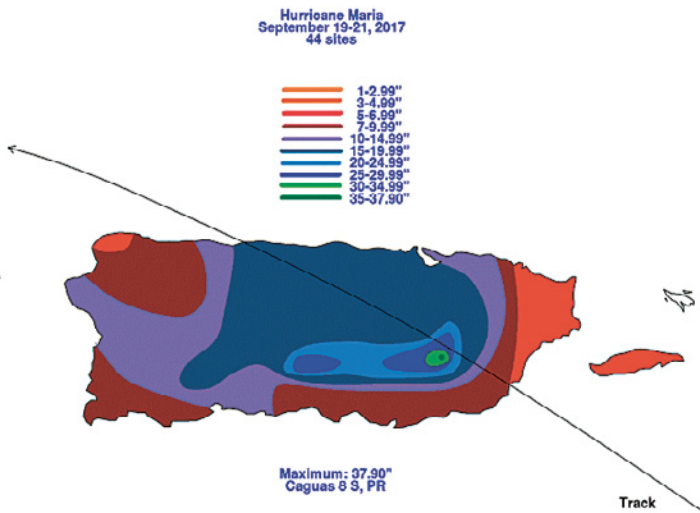 Hurricane Maria
September 19-21, 2017
44 sites
1-2.99"
3-4.99"
5-6.99"
7-9.99"
10-14.99"
15-19.99"
20-24.99"
25-29.99"
30-34.99"
35-37.90"
Maximum: 37.90"
Caguas 8 S, PR
Track